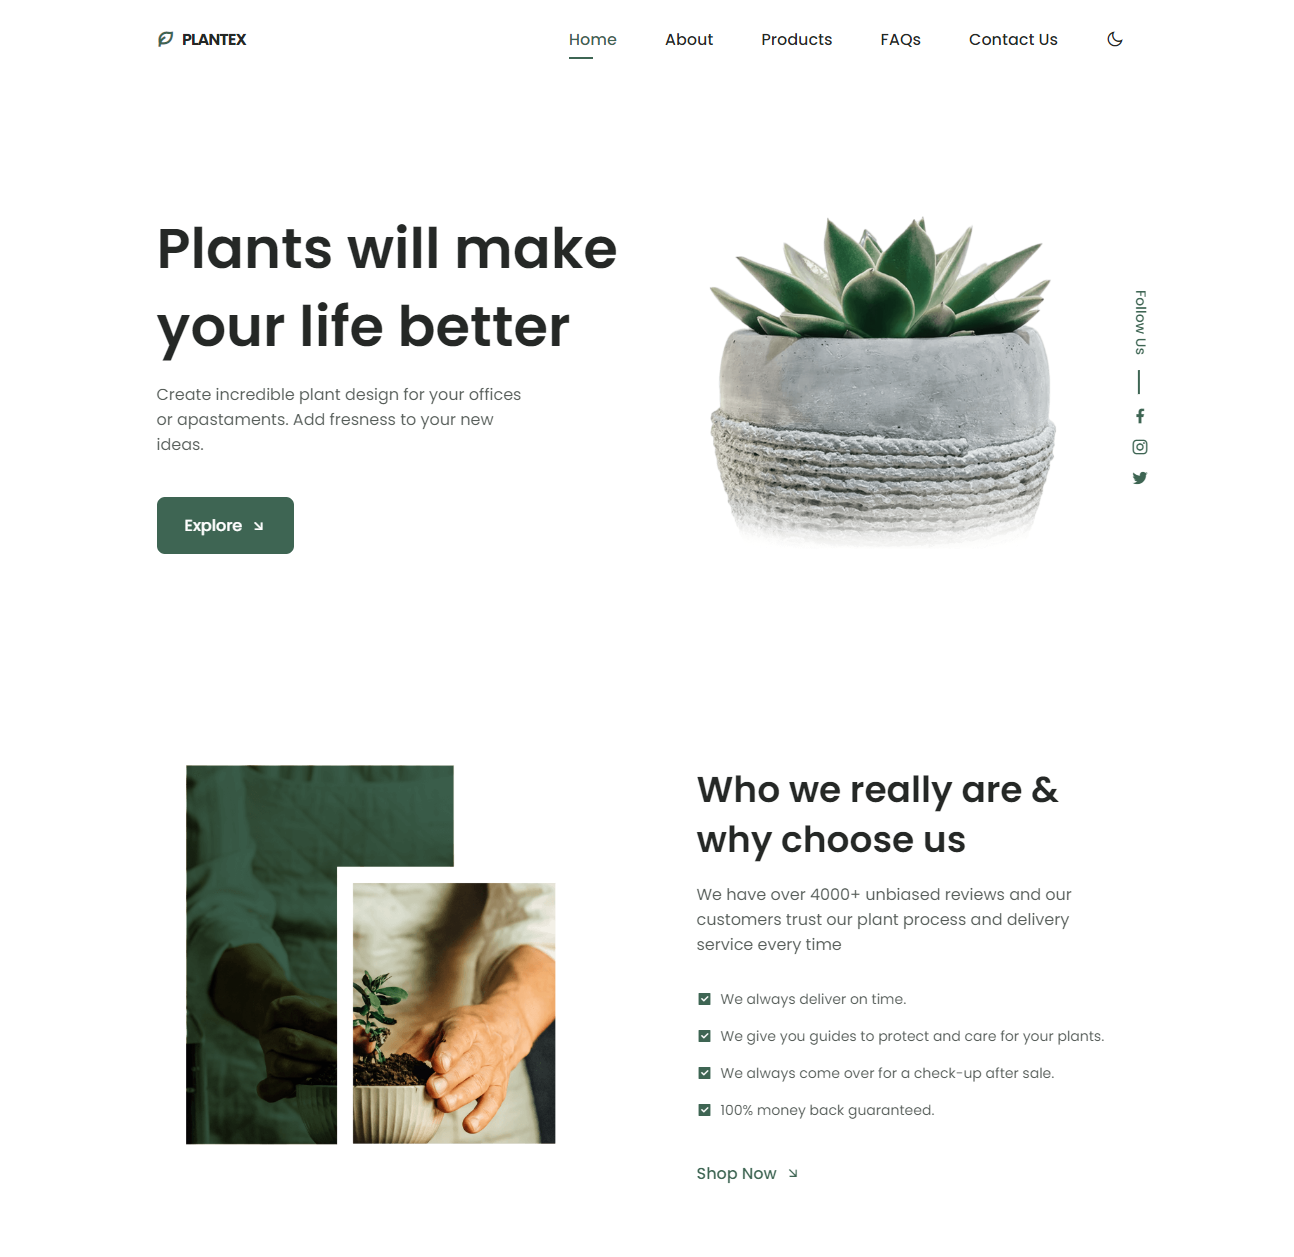 PLANTEX
Home
About
Products
FAQs
Contact Us
Plants will make
your life better
Create incredible plant design for your offices
or apastaments. Add fresness to your new
ideas.
Explore
Follow Us
Who we really are &
why choose us
We have over 4000+ unbiased reviews and our
customers trust our plant process and delivery
service every time
We always deliver on time.
We give you guides to protect and care for your plants.
We always come over for a check-up after sale.
100% money back guaranteed.
Shop Now